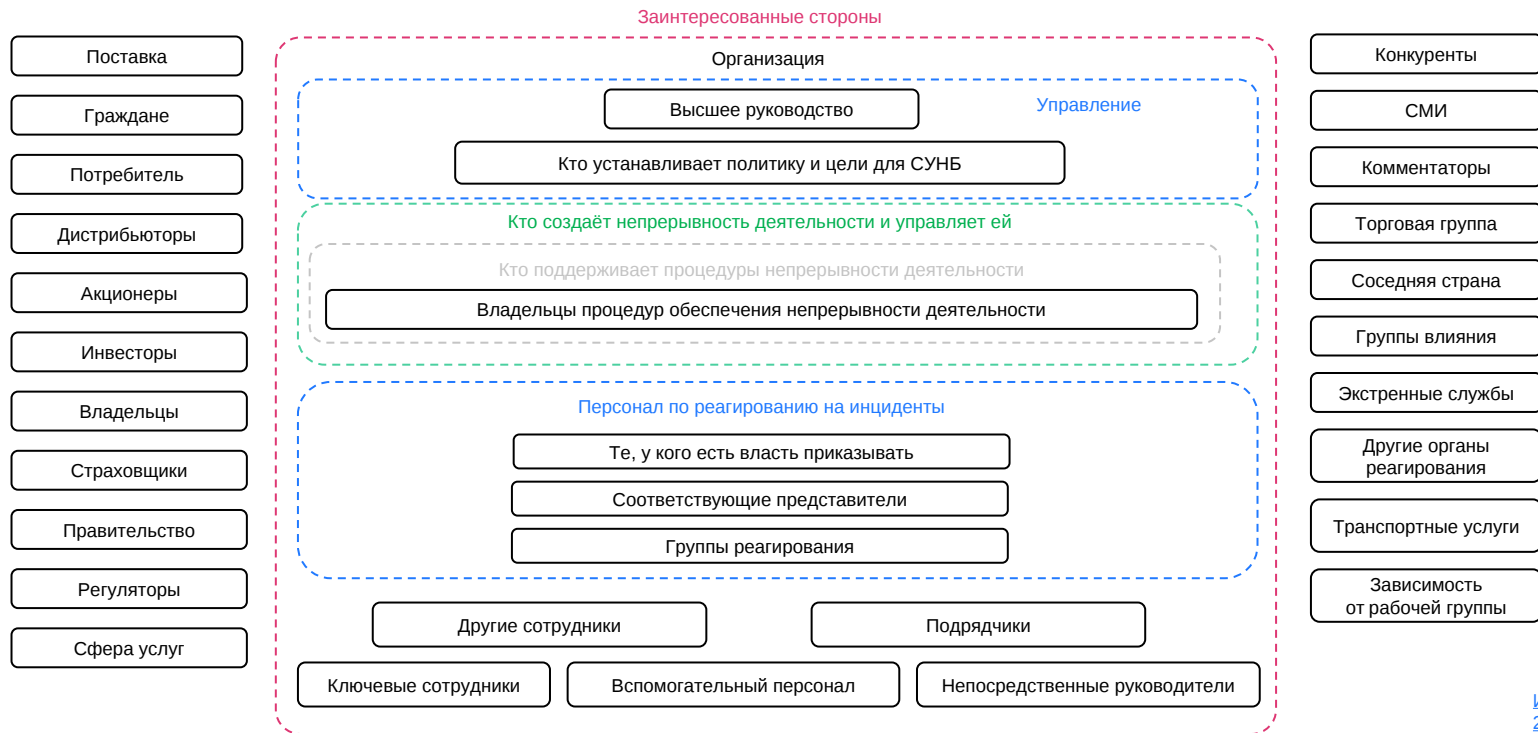 Заинтересованные стороны
Поставка
Граждане
Потребитель
Дистрибьюторы
Акционеры
Инвесторы
Владельцы
Страховщики
Правительство
Регуляторы
Сфера услуг
Организация
Высшее руководство
Управление
Кто устанавливает политику и цели для СУНБ
Кто создаёт непрерывность деятельности и управляет ей
Кто поддерживает процедуры непрерывности деятельности
Владельцы процедур обеспечения непрерывности деятельности
Персонал по реагированию на инциденты
Те, у кого есть власть приказывать
Соответствующие представители
Группы реагирования
Другие сотрудники
Подрядчики
Ключевые сотрудники
Вспомогательный персонал
Непосредственные руководители
Конкуренты
СМИ
Комментаторы
Торговая группа
Соседняя страна
Группы влияния
Экстренные службы
Другие органы
реагирования
Транспортные услуги
Зависимость
от рабочей группы